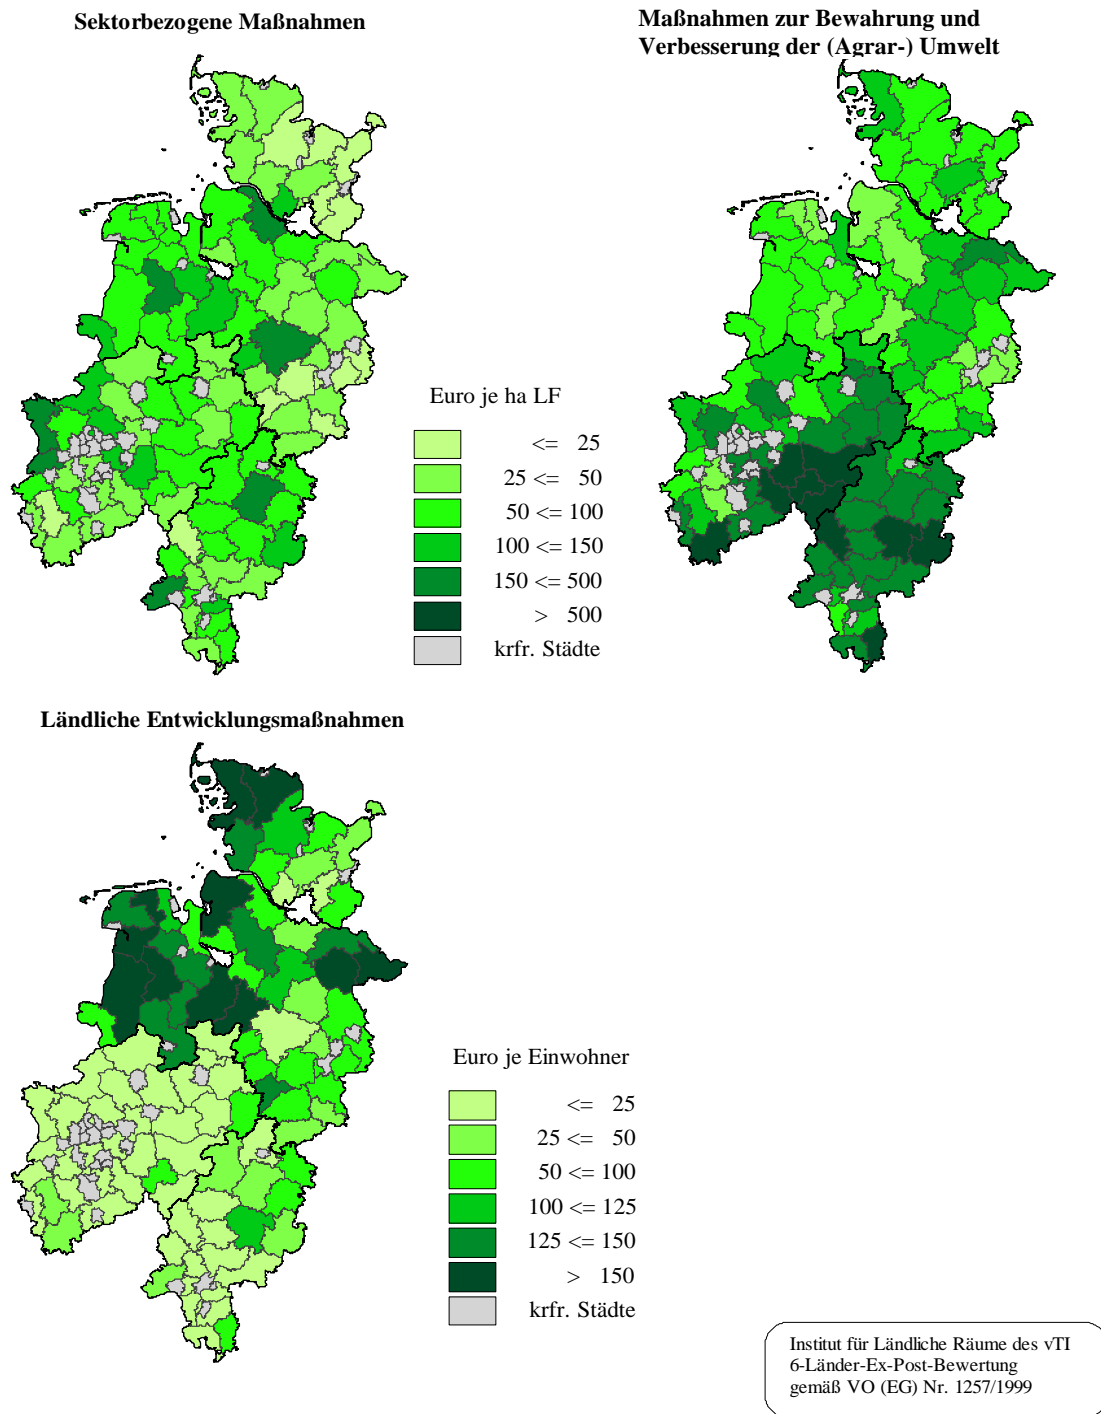 Sektorbezogene Maßnahmen
Maßnahmen zur Bewahrung und
Verbesserung der (Agrar-) Umwelt
Euro je ha LF
<= 25
25 <= 50
50 <= 100
100 <= 150
150 <= 500
> 500
krfr. Städte
Ländliche Entwicklungsmaßnahmen
Euro je Einwohner
<= 25
25 <= 50
50 <= 100
100 <= 125
125 <= 150
> 150
krfr. Städte
Institut für Ländliche Räume des vTI
6-Länder-Ex-Post-Bewertung
gemäß VO (EG) Nr. 1257/1999